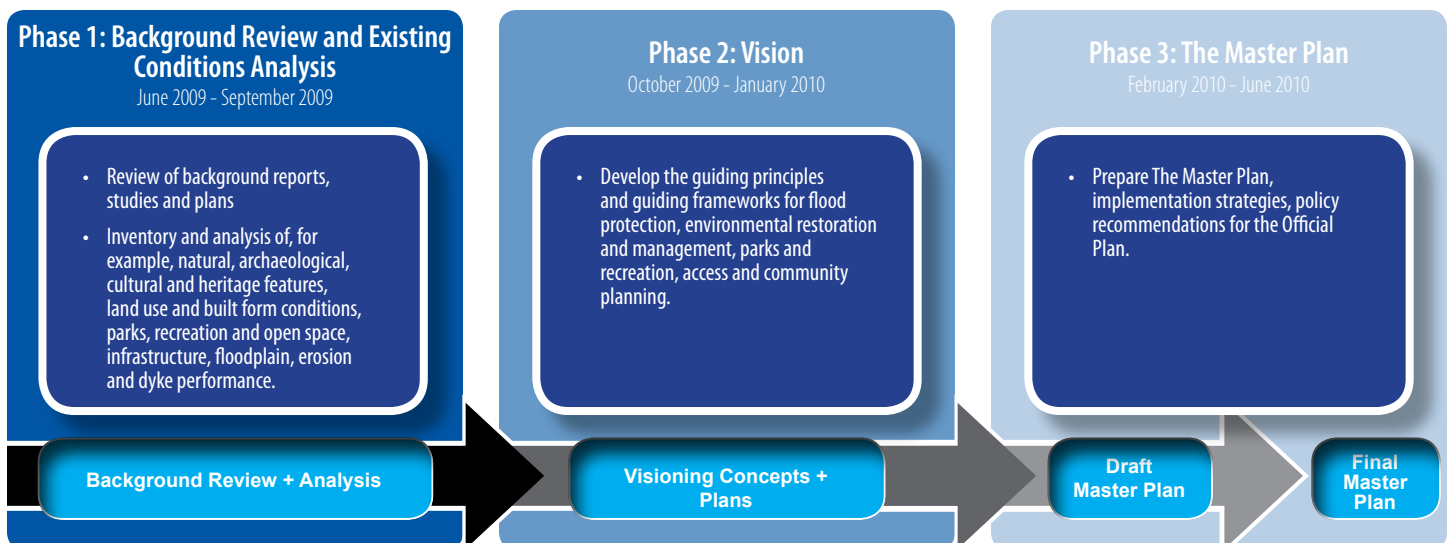 Phase 1: Background Review and Existing
Conditions Analysis
June 2009 - September 2009
• Review of background reports,
studies and plans
• Inventory and analysis of, for
example, natural, archaeological,
cultural and heritage features,
land use and built form conditions,
parks, recreation and open space,
infrastructure, floodplain, erosion
and dyke performance.
Background Review + Analysis
Phase 2: Vision
October 2009 - January 2010
• Develop the guiding principles
and guiding frameworks for flood
protection, environmental restoration
and management, parks and
recreation, access and community
planning.
Visioning Concepts +
Plans
Phase 3: The Master Plan
February 2010 - June 2010
• Prepare The Master Plan,
implementation strategies, policy
recommendations for the Official
Plan.
Draft
Master Plan
Final
Master
Plan